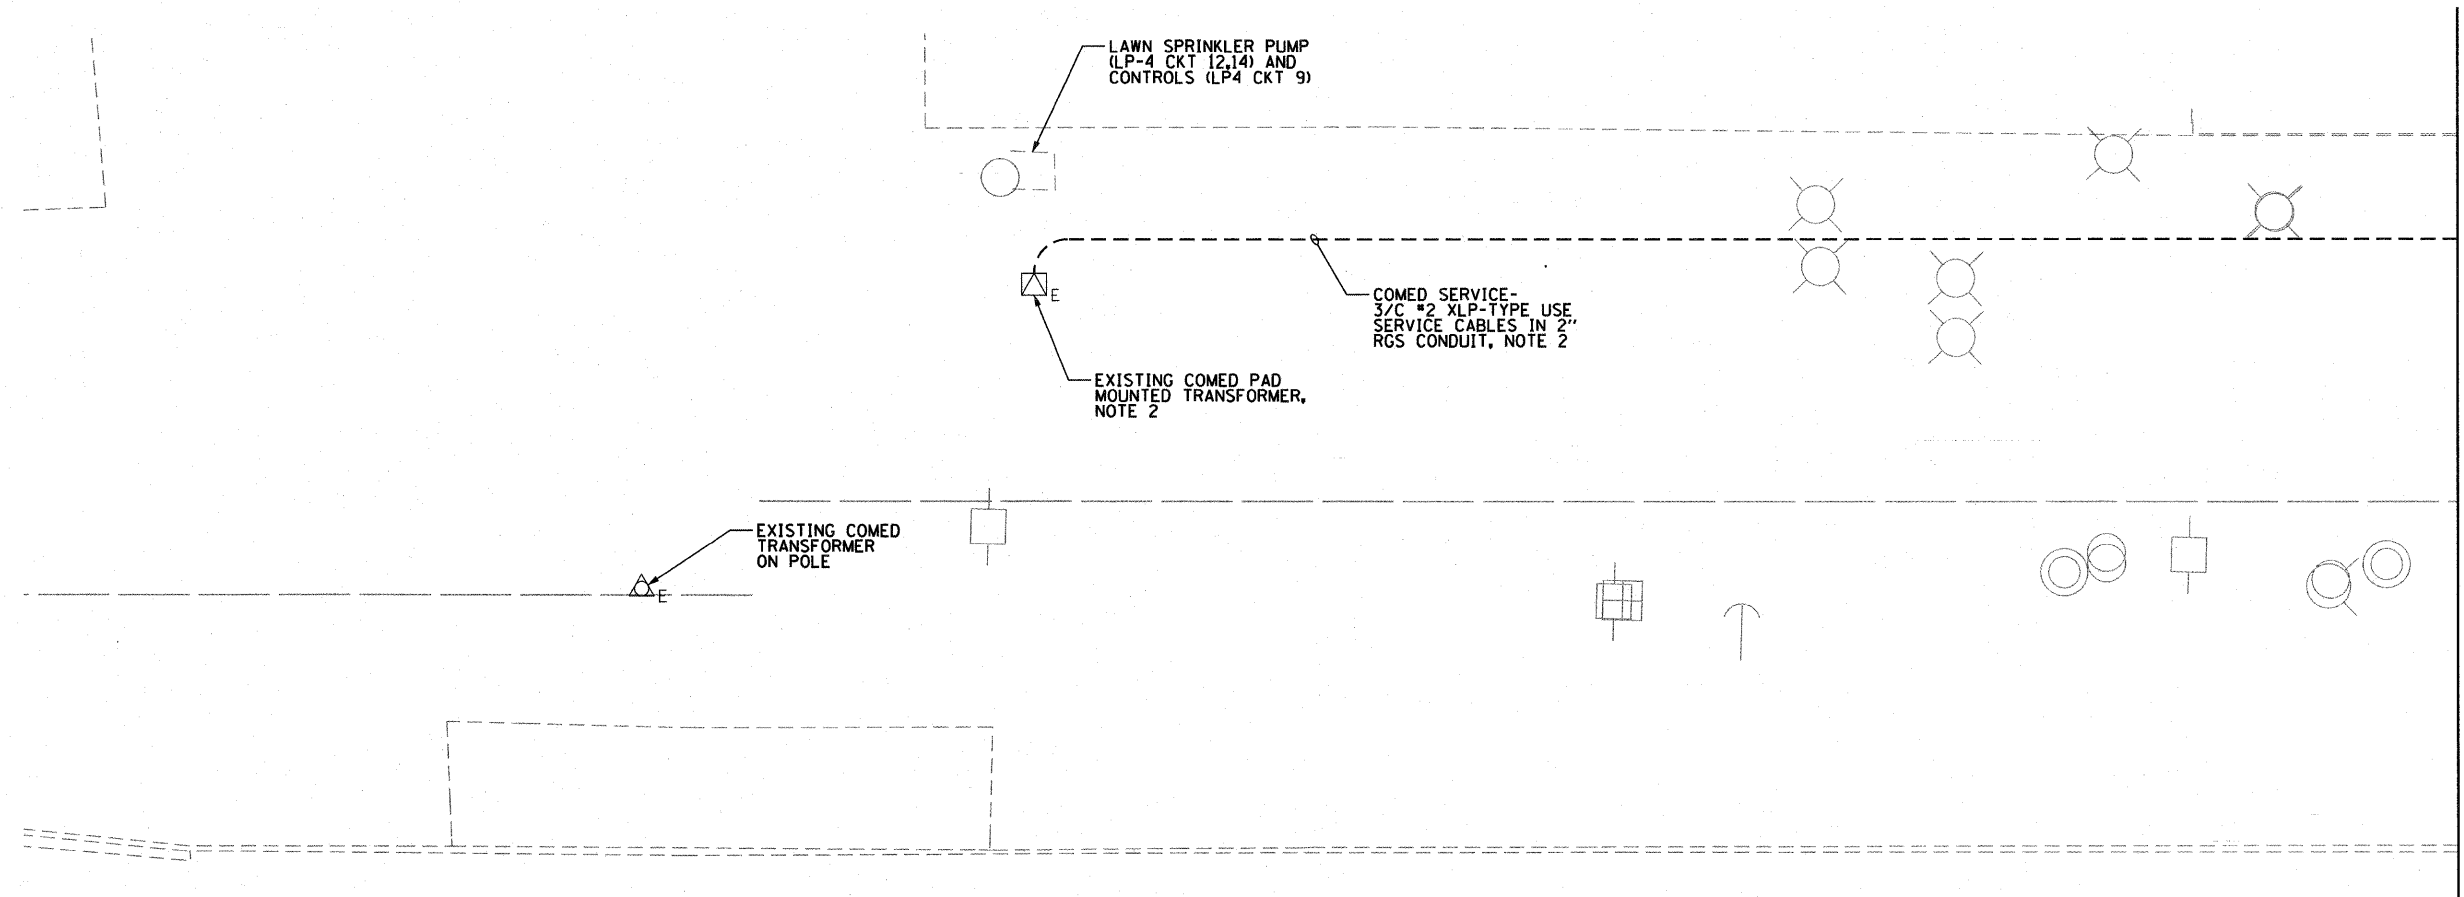 LAWN SPRINKLER PUMP
(LP-4 CKT 12,14) AND
CONTROLS (LP4 CKT 9)
E
COMED SERVICE-
3/C #2 XLP-TYPE USE
SERVICE CABLES IN 2"
RGS CONDUIT, NOTE 2
EXISTING COMED PAD
MOUNTED TRANSFORMER,
NOTE 2
EXISTING COMED
TRANSFORMER
ON POLE
E